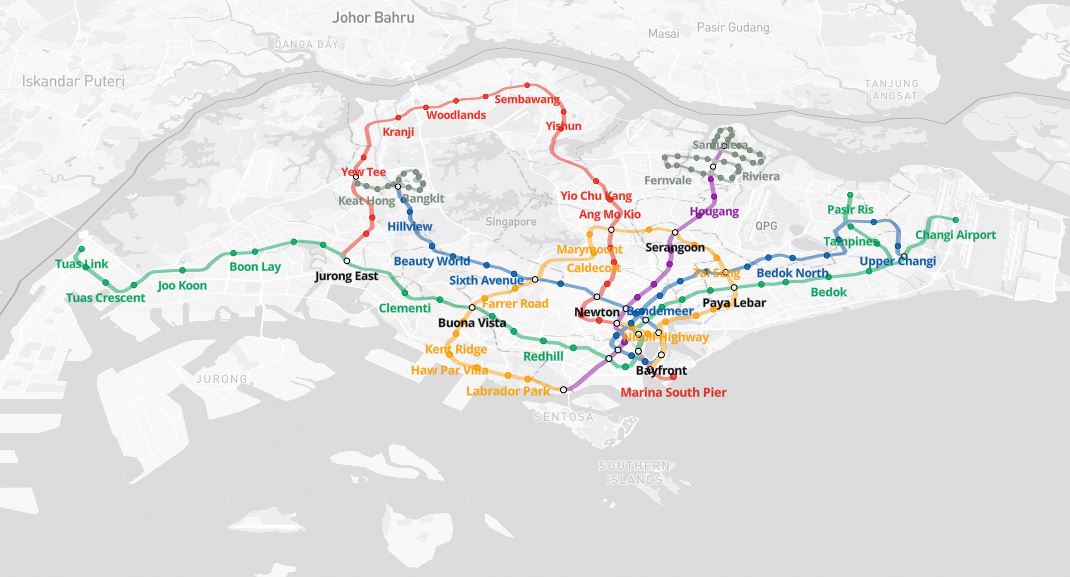 Johor Bahru
Pasir Gudang
Masai
DANGA BAY
Iskandar Puteri
TANJUNG
LANGSAT
Sembawang
Woodlands
Yishun
Kranji
Yew Tee
Fernvale
Riviera
Yio Chu Kang
Keat Hong
Bangkit
Ang Mo Kio
Hougang
Pasir Ris
Singapore
Hillview
QPG
Changi Airport
Tampines
Marymount
Serangoon
Beauty World
Upper Changi
Tuas Link
Boon Lay
Caldecott
Tai Seng
Bedok North
Jurong East
Sixth Avenue
Joo Koon
Bedok
Tuas Crescent
Clementi
Farrer Road
Paya Lebar
Newton
Bendemeer
Buona Vista
Nicoll Highway
Kent Ridge
Redhill
Haw Par Villa
Bayfront
JURONG
Labrador Park
Marina South Pier
SENTOSA
SOUTHERN
ISLANDS